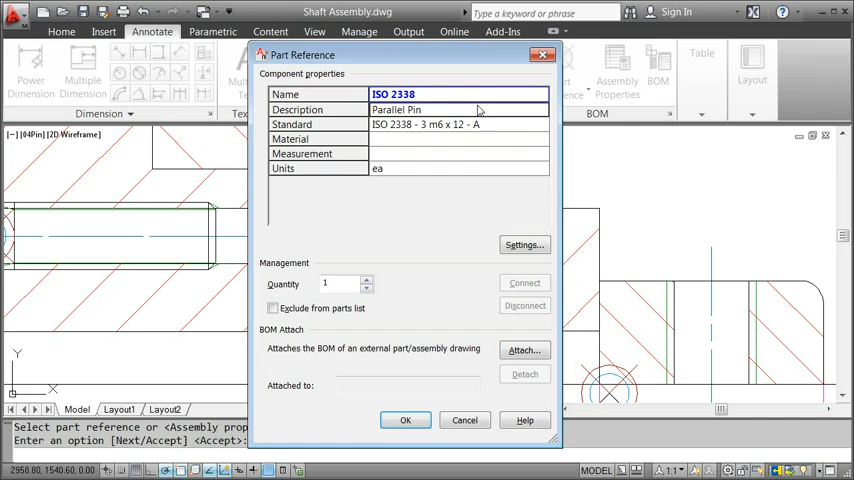 Shaft Assembly.dwg
Type a keyword or phrase
Sign In
Home Insert Annotate Parametric Content View Manage Output Online Add-Ins
Power Dimension
Multiple Dimension
Table
Assembly Properties
BOM
Layout
Dimension
BOM
[−] [04Pin] [2D Wireframe]
Part Reference
Component properties
Name ISO 2338
Description Parallel Pin
Standard ISO 2338 - 3 m6 x 12 - A
Material
Measurement
Units ea
Settings...
Management
Quantity 1
Connect
Exclude from parts list
Disconnect
BOM Attach
Attaches the BOM of an external part/assembly drawing
Attach...
Detach
Attached to:
OK Cancel Help
Y
X
Model Layout1 Layout2
Select part reference or <Assembly prop
Enter an option [Next/Accept] <Accept>:
2958.80, 1540.60, 0.00
MODEL
1:1